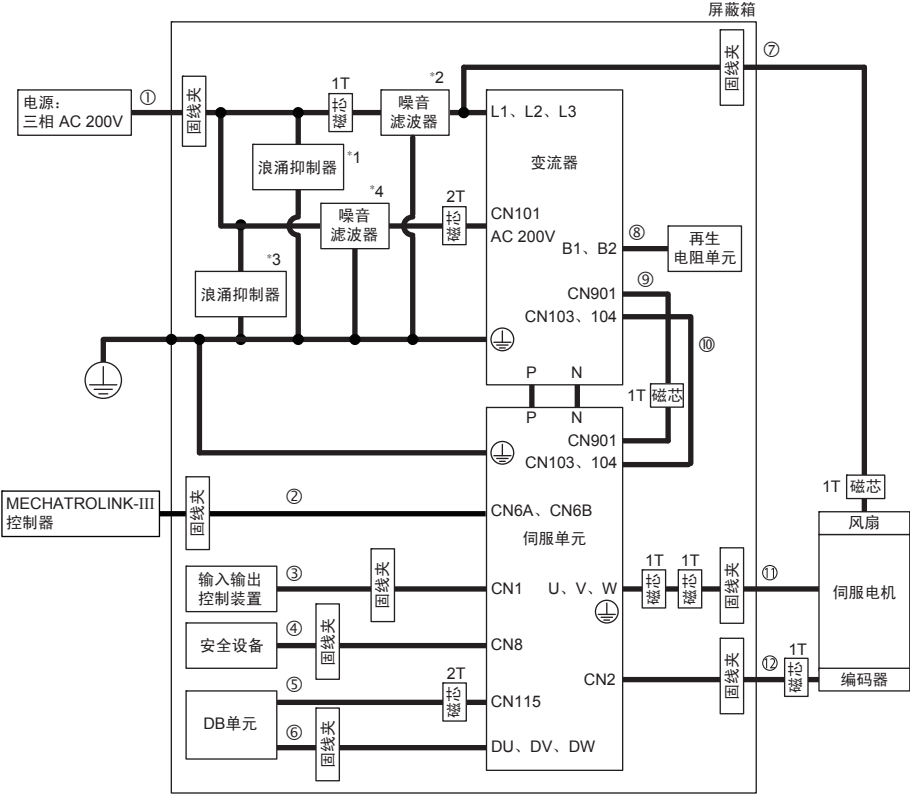 屏蔽箱
⑦
固线夹
电源：
三相 AC 200V
①
固线夹
1T
磁芯
*2
噪音
滤波器
L1、L2、L3
变流器
浪涌抑制器
*1
*4
噪音
滤波器
2T
磁芯
CN101
AC 200V
B1、B2
⑧
再生
电阻单元
*3
浪涌抑制器
⑨
CN901
CN103、104
⑩
P N
1T 磁芯
P N
CN901
CN103、104
1T 磁芯
MECHATROLINK-III
控制器
固线夹
②
CN6A、CN6B
伺服单元
风扇
伺服电机
编码器
输入输出
控制装置
③
固线夹
CN1
U、V、W
1T
磁芯
1T
磁芯
固线夹
⑪
安全设备
④
固线夹
CN8
CN2
固线夹
⑫
1T
磁芯
DB单元
⑤
2T
磁芯
CN115
⑥
固线夹
DU、DV、DW